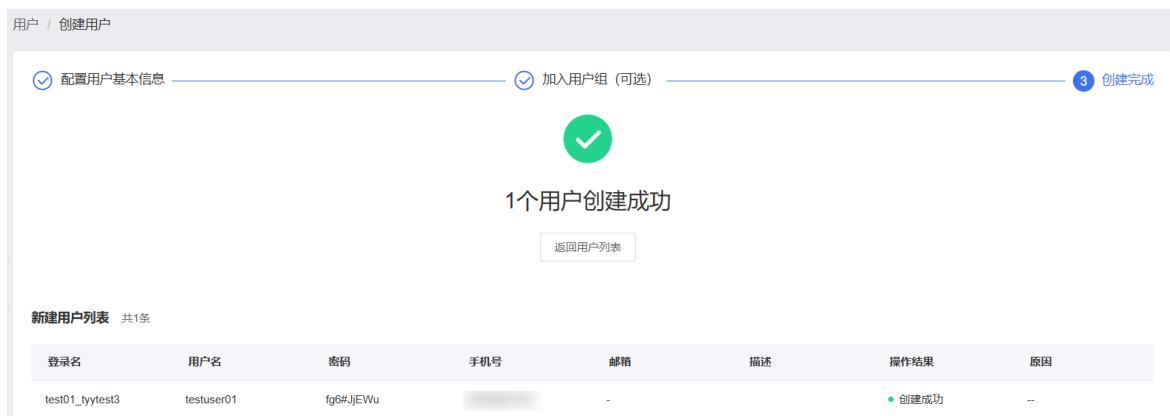 用户 / 创建用户
配置用户基本信息 加入用户组（可选） 3 创建完成
1个用户创建成功
返回用户列表
新建用户列表 共1条
登录名 用户名 密码 手机号 邮箱 描述 操作结果 原因
test01_tyytest3 testuser01 fg6#JjEWu - 创建成功 --